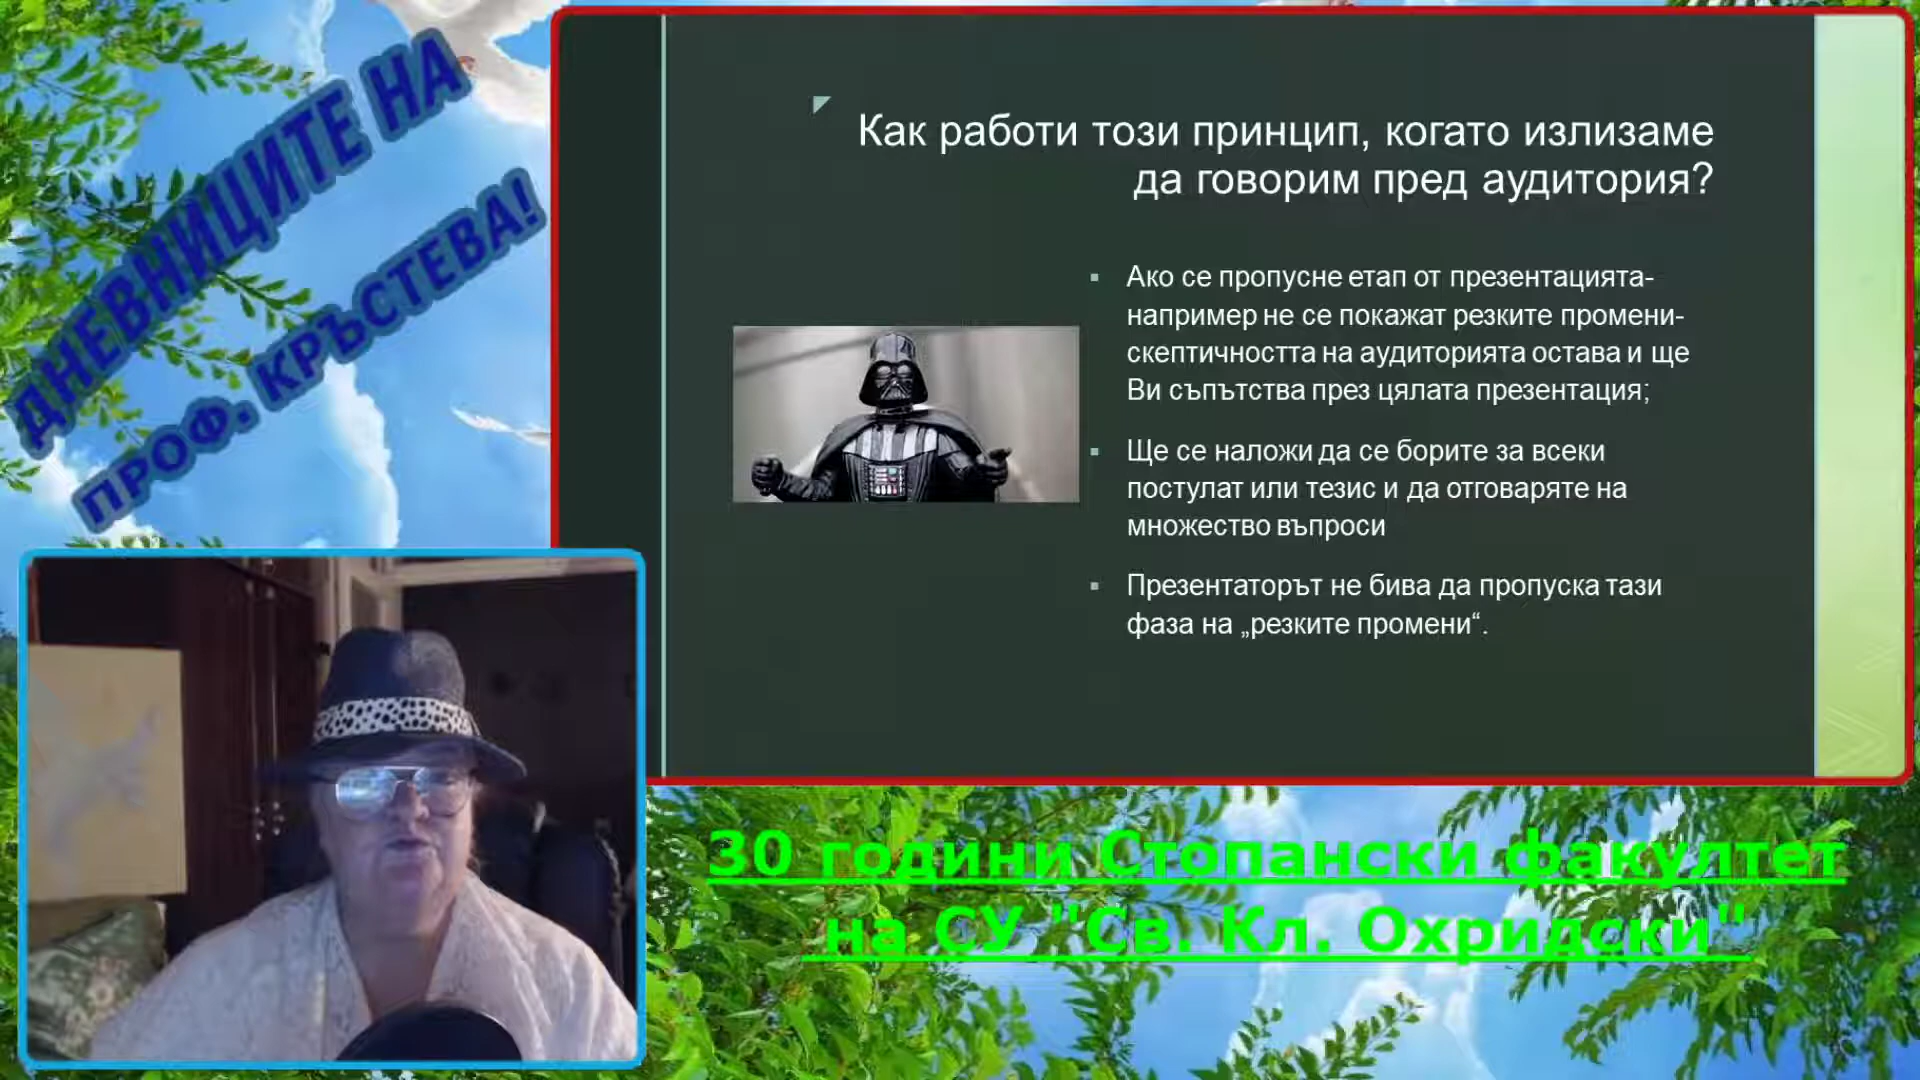 ДНЕВНИЦИТЕ НА
ПРОФ. КРЪСТЕВА!
Как работи този принцип, когато излизаме
да говорим пред аудитория?
Ако се пропусне етап от презентацията-
например не се покажат резките промени-
скептичността на аудиторията остава и ще
Ви съпътства през цялата презентация;
Ще се наложи да се борите за всеки
постулат или тезис и да отговаряте на
множество въпроси
Презентаторът не бива да пропуска тази
фаза на „резките промени“.
30 години Стопански факултет
на СУ "Св. Кл. Охридски"